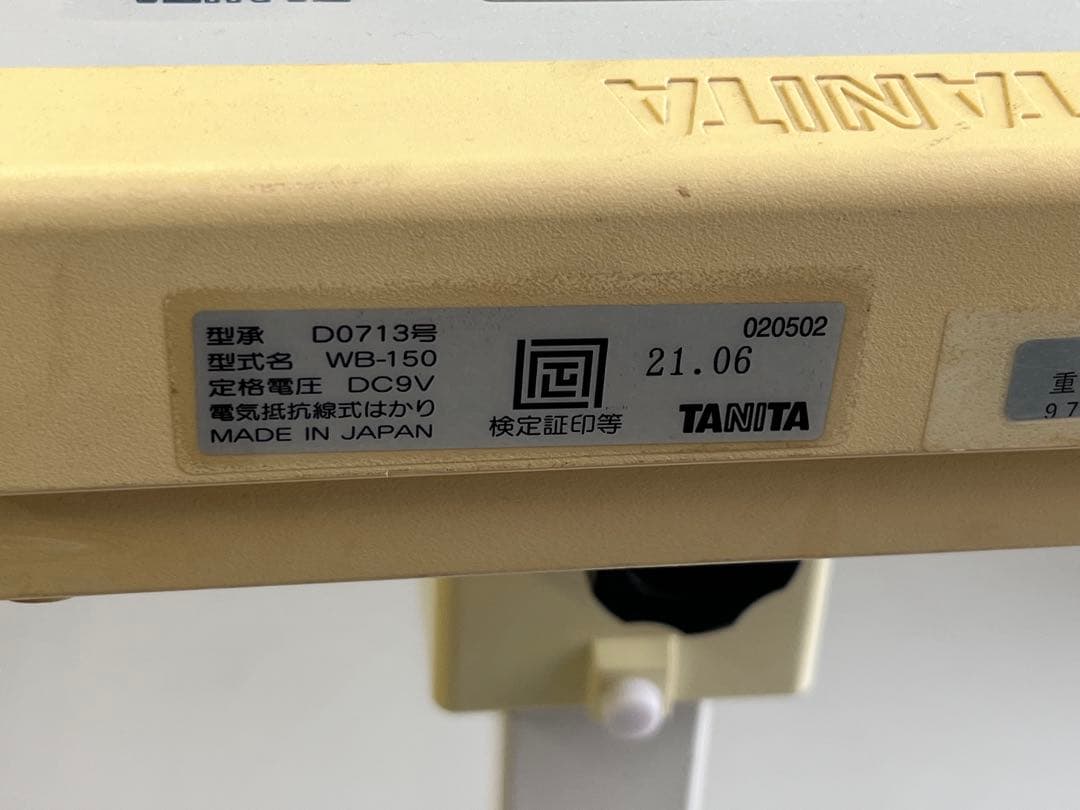 TANITA
型承 D0713号
型式名 WB-150
定格電圧 DC9V
電気抵抗線式はかり
MADE IN JAPAN
検定証印等
020502
21.06
TANITA
重
97